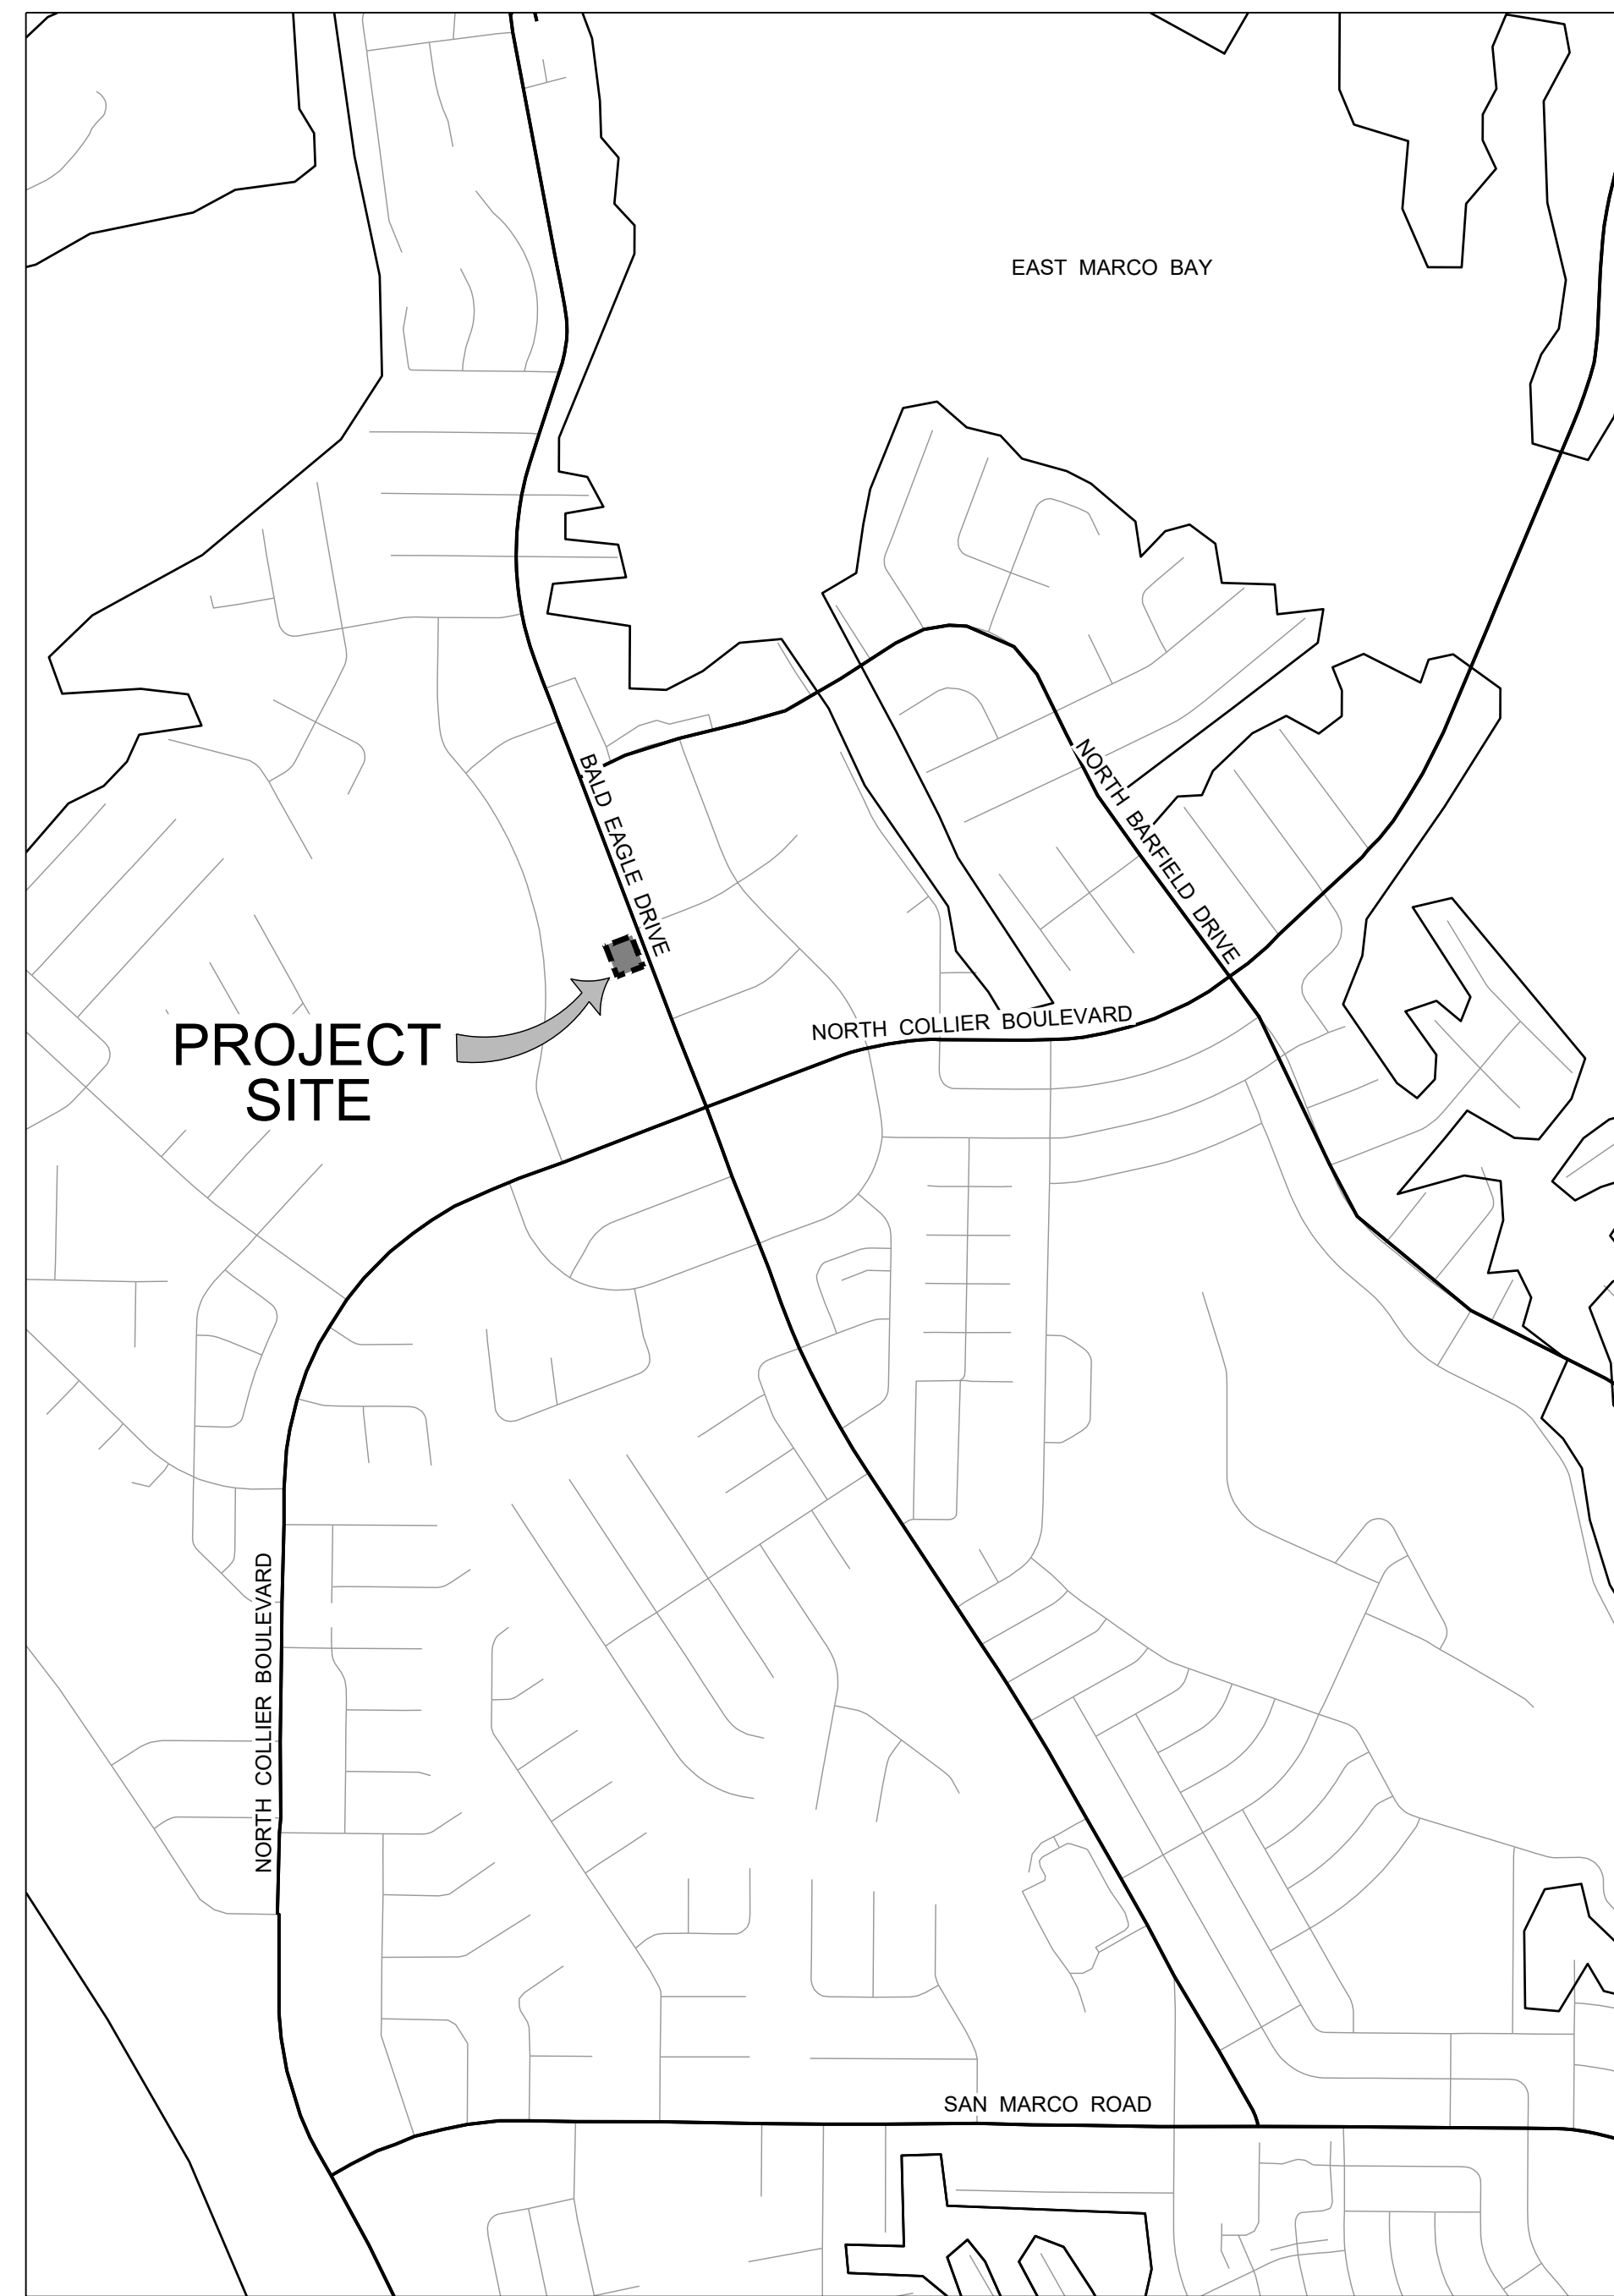 EAST MARCO BAY
BALD EAGLE DRIVE
NORTH BARFIELD DRIVE
NORTH COLLIER BOULEVARD
PROJECT
SITE
NORTH COLLIER BOULEVARD
SAN MARCO ROAD